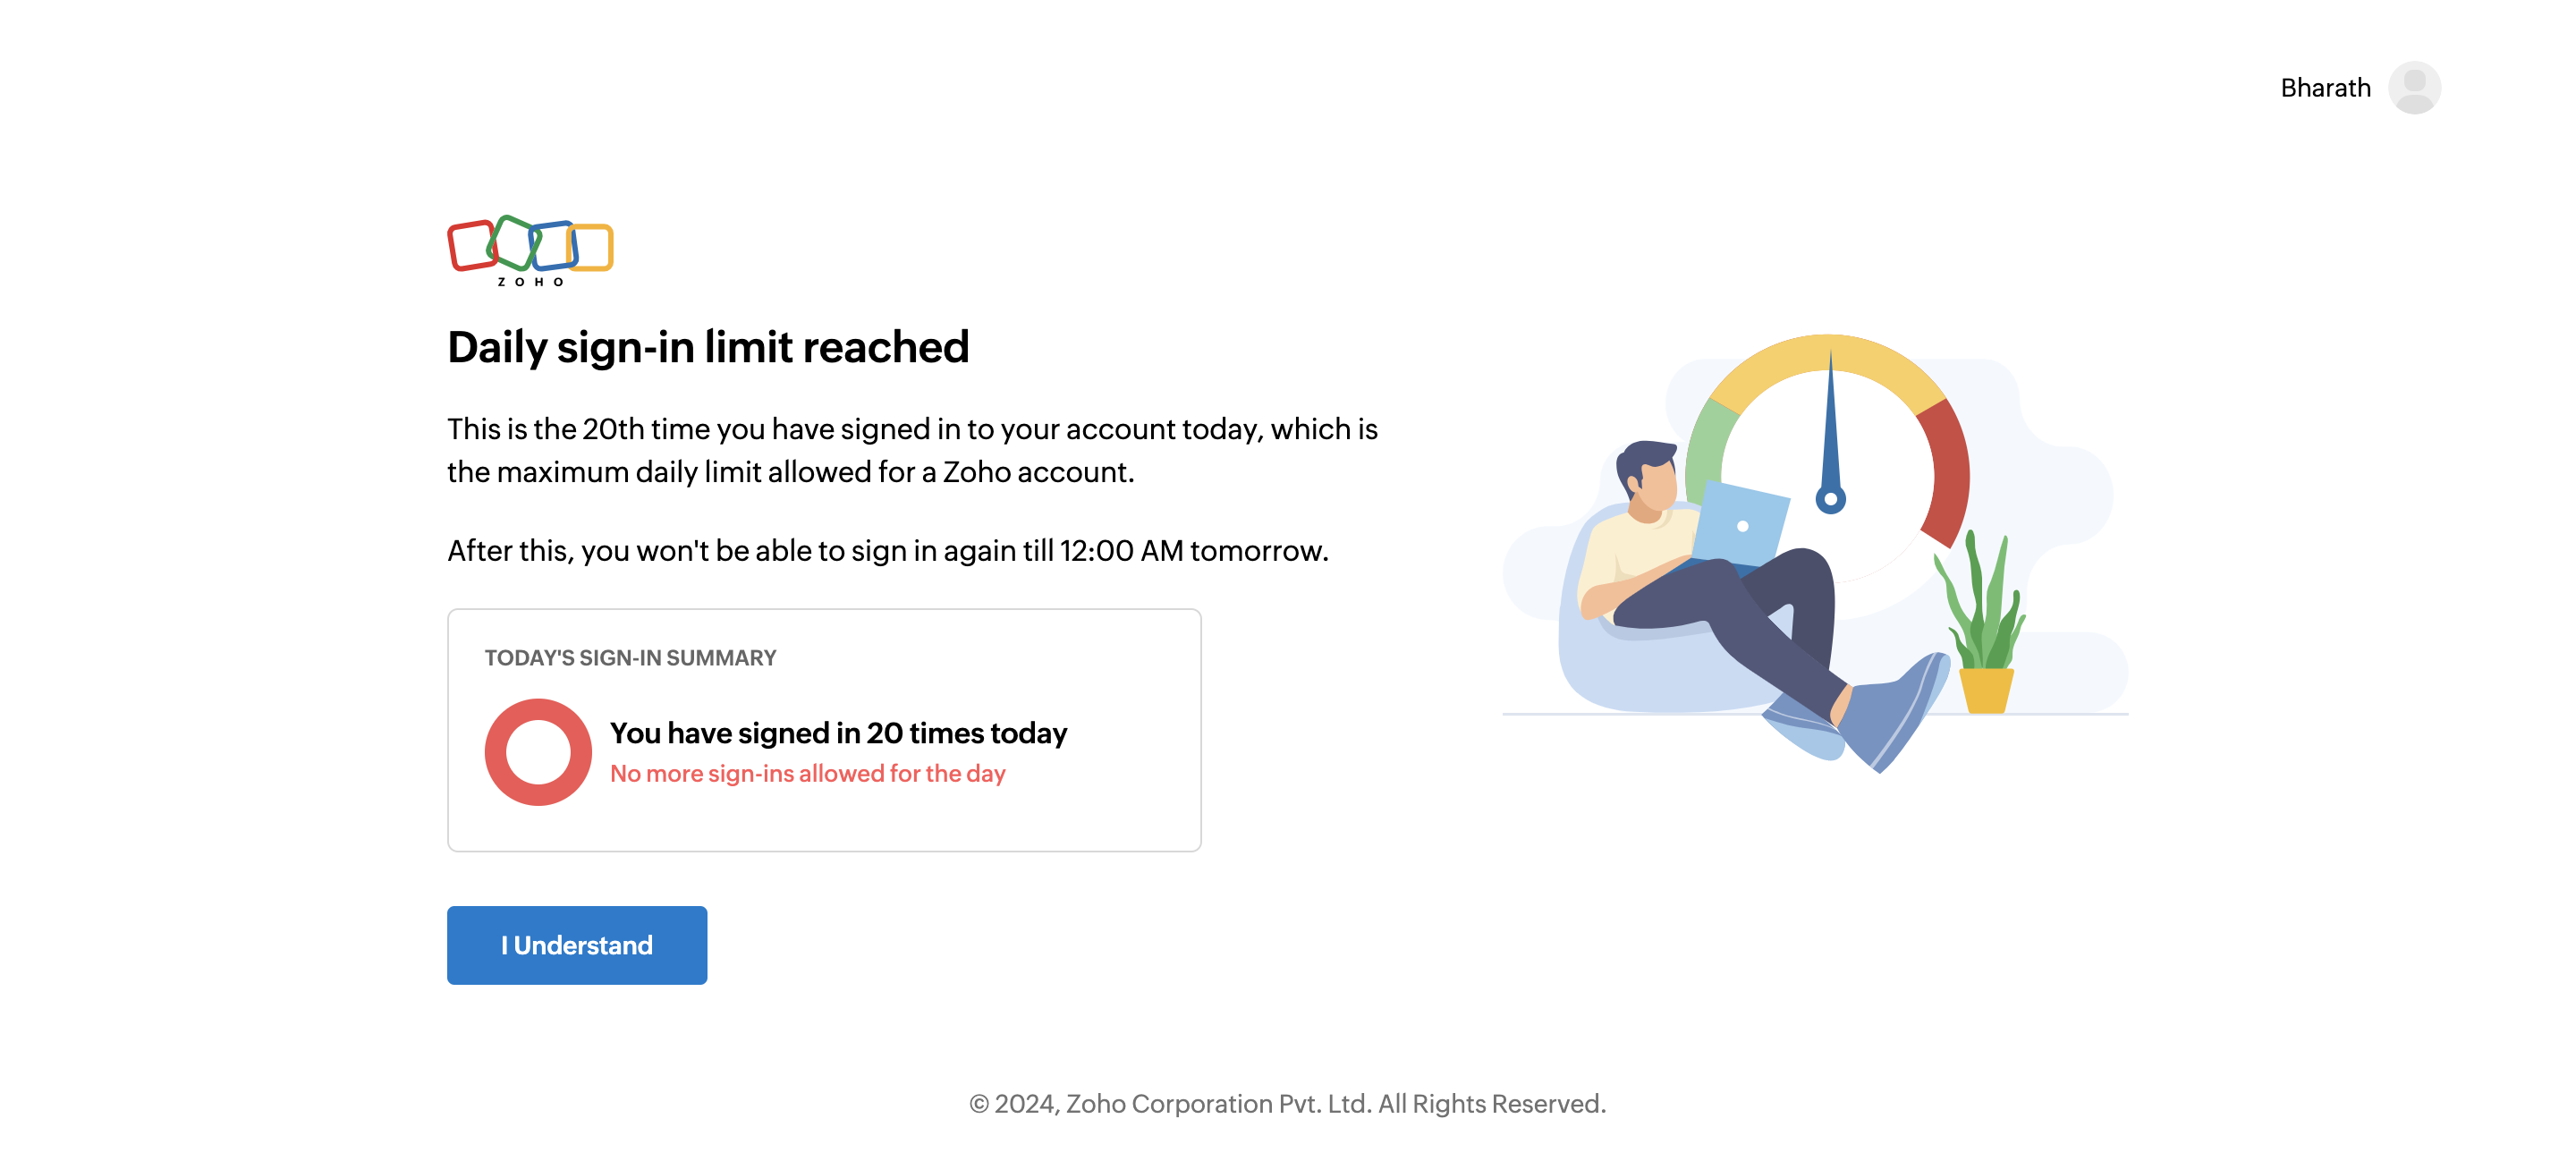 Bharath
ZOHO
Daily sign-in limit reached
This is the 20th time you have signed in to your account today, which is
the maximum daily limit allowed for a Zoho account.
After this, you won't be able to sign in again till 12:00 AM tomorrow.
TODAY'S SIGN-IN SUMMARY
You have signed in 20 times today
No more sign-ins allowed for the day
I Understand
© 2024, Zoho Corporation Pvt. Ltd. All Rights Reserved.